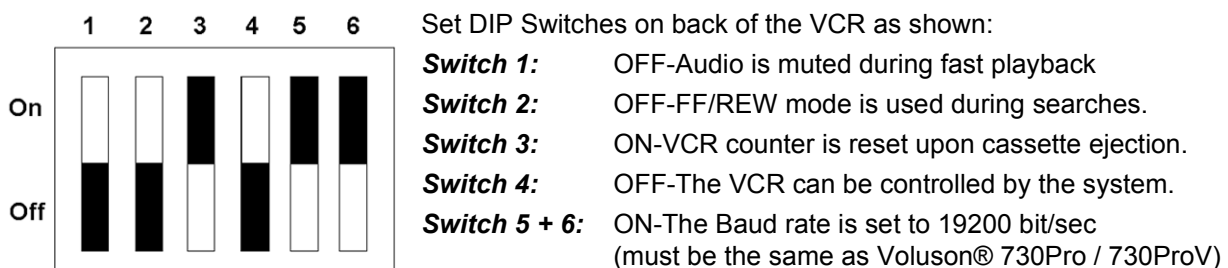 1 2 3 4 5 6
On
Off
Set DIP Switches on back of the VCR as shown:
Switch 1: OFF-Audio is muted during fast playback
Switch 2: OFF-FF/REW mode is used during searches.
Switch 3: ON-VCR counter is reset upon cassette ejection.
Switch 4: OFF-The VCR can be controlled by the system.
Switch 5 + 6: ON-The Baud rate is set to 19200 bit/sec
(must be the same as Voluson® 730Pro / 730ProV)